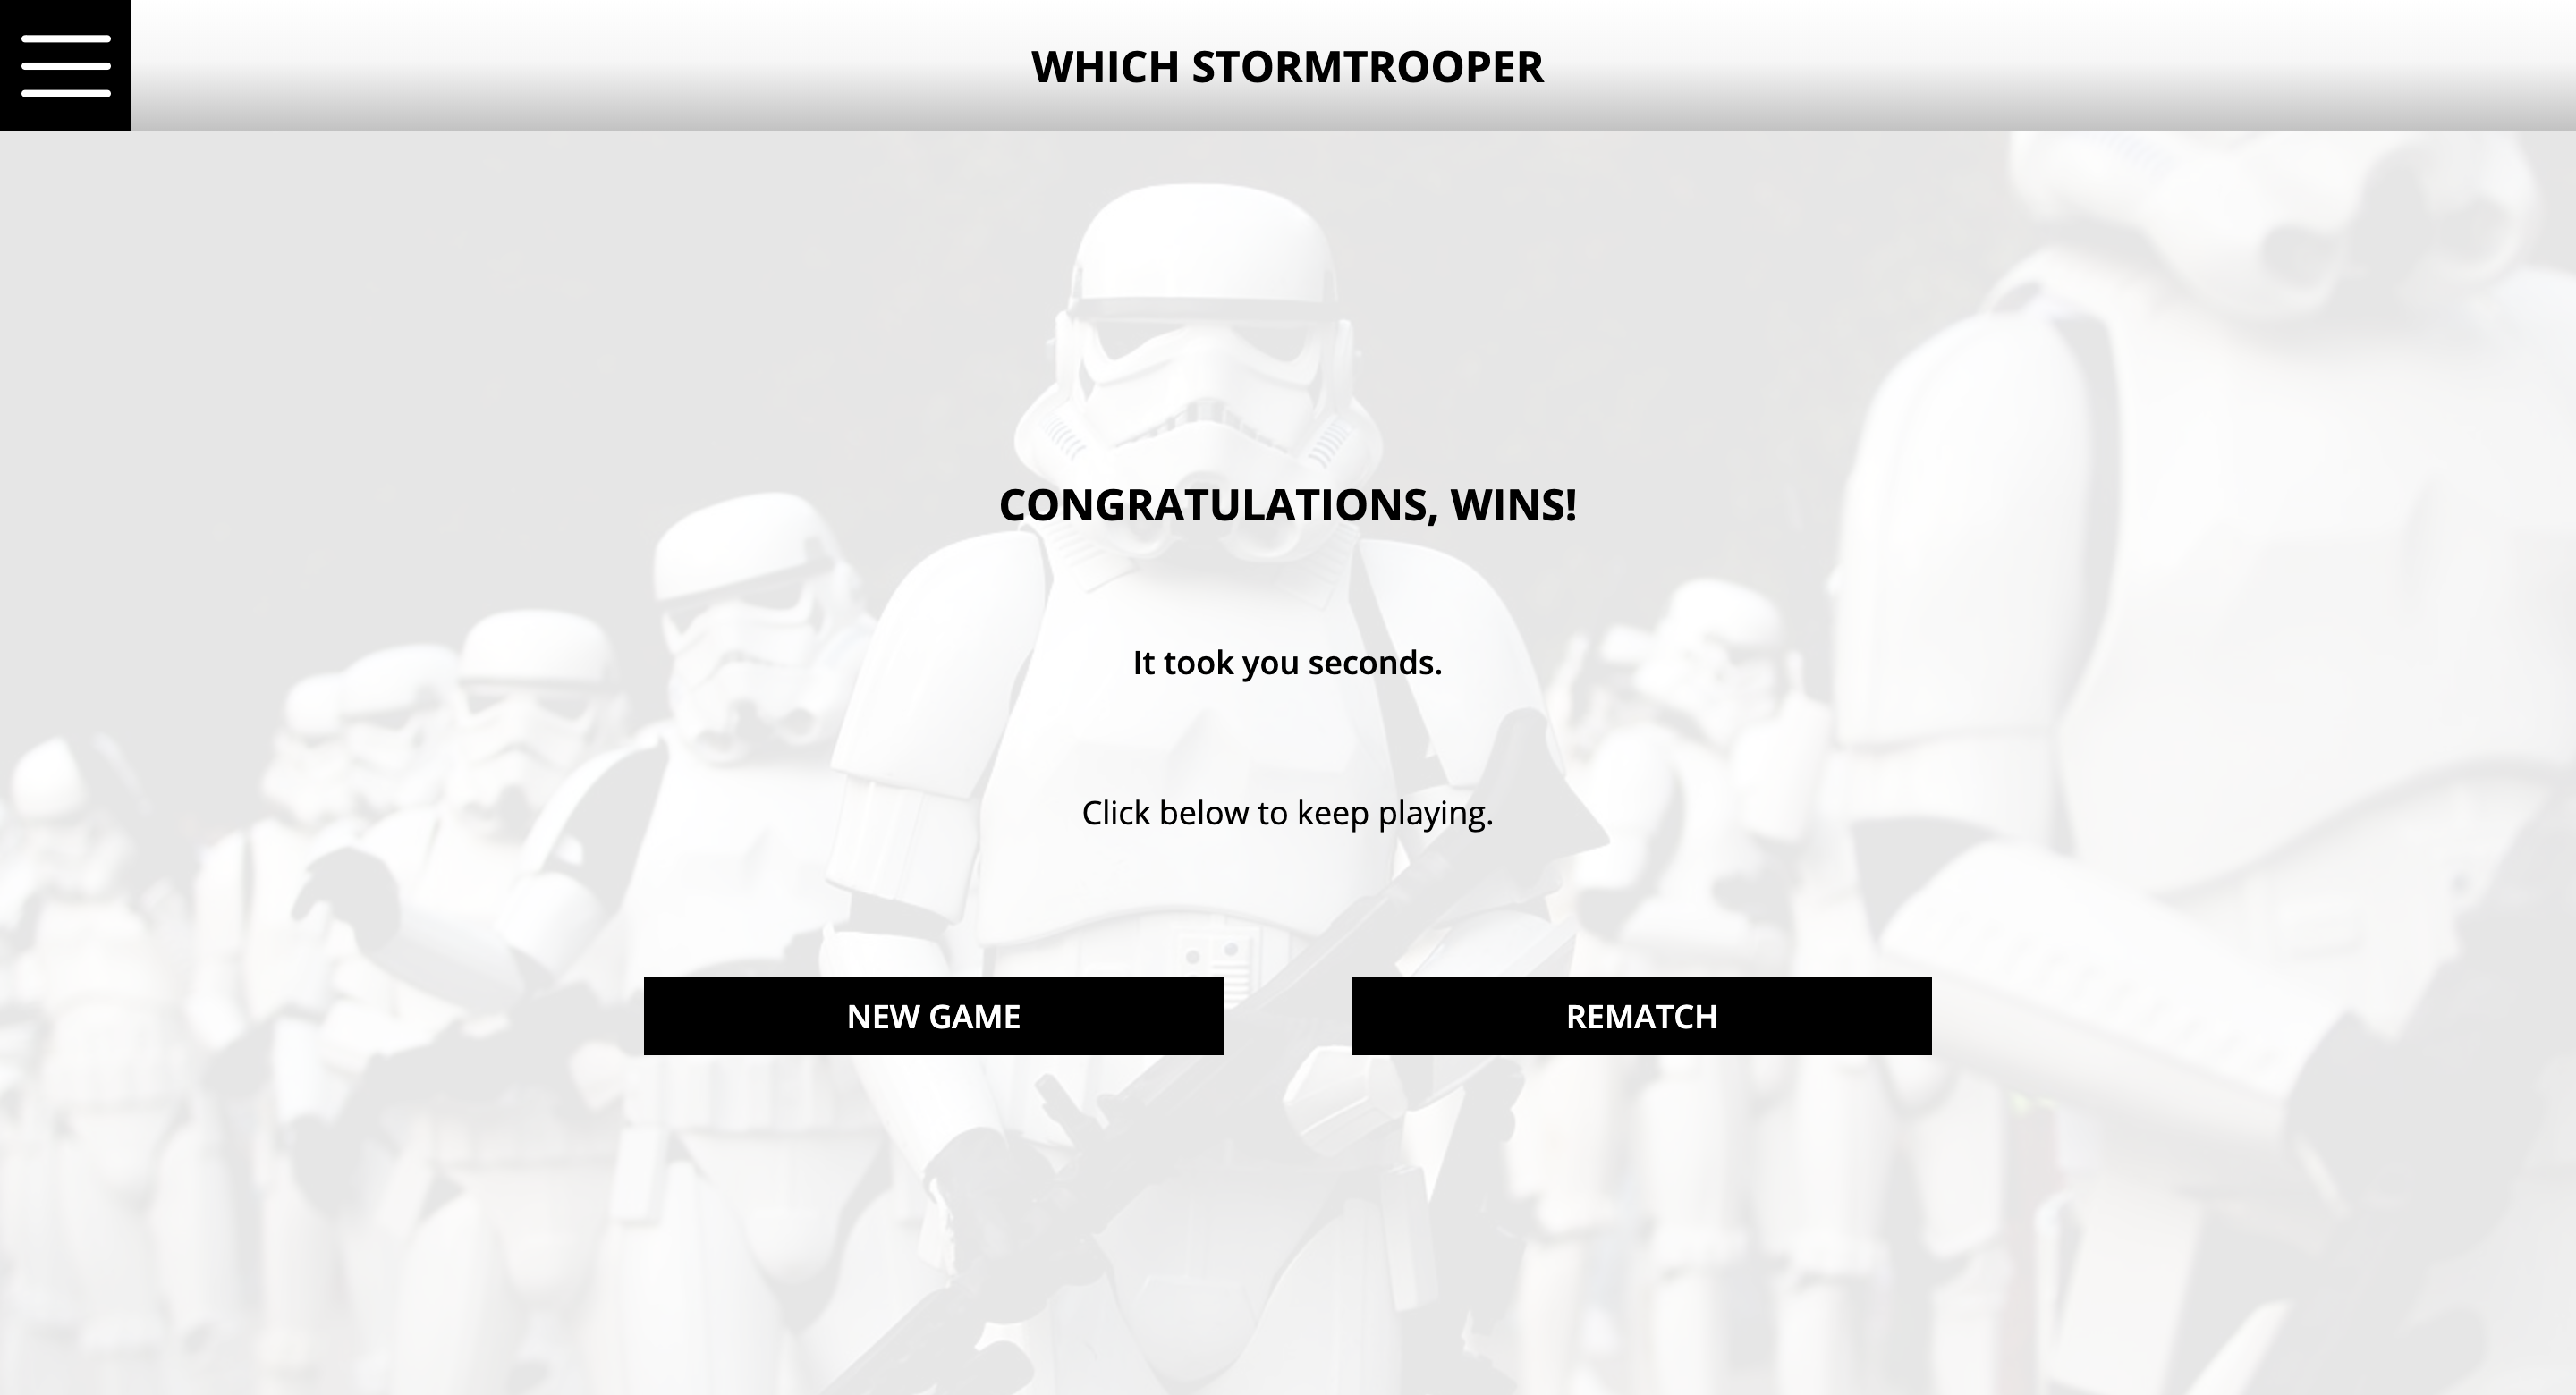 WHICH STORMTROOPER
CONGRATULATIONS, WINS!
It took you seconds.
Click below to keep playing.
NEW GAME
REMATCH